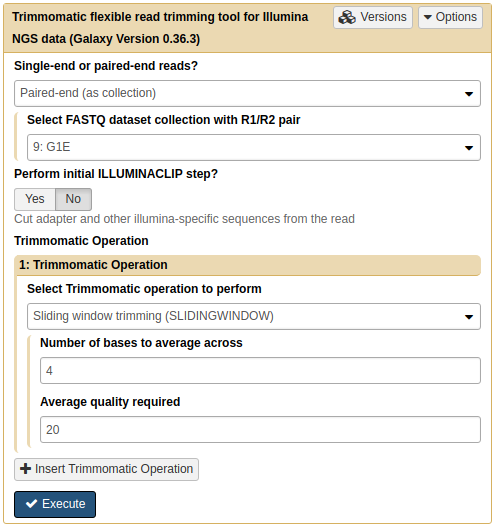 Trimmomatic flexible read trimming tool for Illumina
NGS data (Galaxy Version 0.36.3)
Versions
Options
Single-end or paired-end reads?
Paired-end (as collection)
Select FASTQ dataset collection with R1/R2 pair
9: G1E
Perform initial ILLUMINACLIP step?
Yes No
Cut adapter and other illumina-specific sequences from the read
Trimmomatic Operation
1: Trimmomatic Operation
Select Trimmomatic operation to perform
Sliding window trimming (SLIDINGWINDOW)
Number of bases to average across
4
Average quality required
20
Insert Trimmomatic Operation
Execute